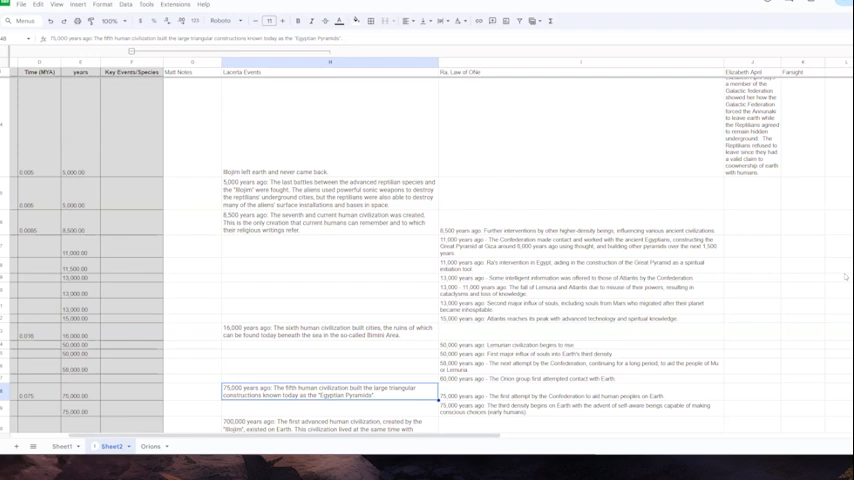 File Edit View Insert Format Data Tools Extensions Help
Menus 100% $ % 123 Roboto 11 B I A
75,000 years ago: The fifth human civilization built the large triangular constructions known today as the "Egyptian Pyramids".
D E F G H I J K L
Time (MYA) years Key Events/Species Matt Notes Lacerta Events Ra, Law of ONe Elizabeth April Farsight
a member of the
Galactic federation
showed her how the
Galactic Federation
forced the Annunaki
to leave earth while
the Reptilians agreed
to remain hidden
underground. The
Reptilians refused to
leave since they had
a valid claim to
coownership of earth
with humans.
0.005 5,000.00 Illojim left earth and never came back.
5,000 years ago: The last battles between the advanced reptilian species and
the "Illojim" were fought. The aliens used powerful sonic weapons to destroy
the reptilians' underground cities, but the reptilians were also able to destroy
0.005 5,000.00 many of the aliens' surface installations and bases in space.
8,500 years ago: The seventh and current human civilization was created.
This is the only creation that current humans can remember and to which
0.0085 8,500.00 their religious writings refer 8,500 years ago: Further interventions by other higher-density beings, influencing various ancient civilizations.
11,000 years ago - The Confederation made contact and worked with the ancient Egyptians, constructing the
Great Pyramid at Giza around 6,000 years ago using thought, and building other pyramids over the next 1,500
11,000.00 years
11,000 years ago: Ra's intervention in Egypt, aiding in the construction of the Great Pyramid as a spiritual
11,500.00 initiation tool.
13,000.00 13,000 years ago - Some intelligent information was offered to those of Atlantis by the Confederation
13,000 - 11,000 years ago: The fall of Lemuria and Atlantis due to misuse of their powers, resulting in
13,000.00 cataclysms and loss of knowledge.
13,000 years ago: Second major influx of souls, including souls from Mars who migrated after their planet
13,000.00 became inhospitable.
15,000.00 15,000 years ago: Atlantis reaches its peak with advanced technology and spiritual knowledge.
16,000 years ago: The sixth human civilization built cities, the ruins of which
0.016 16,000.00 can be found today beneath the sea in the so-called Bimini Area.
50,000.00 50,000 years ago: Lemurian civilization begins to rise.
50,000.00 50,000 years ago: First major influx of souls into Earth's third density.
58,000 years ago - The next attempt by the Confederation, continuing for a long period, to aid the people of Mu
58,000.00 or Lemuria.
60,000 years ago: The Orion group first attempted contact with Earth.
75,000 years ago: The fifth human civilization built the large triangular
0.075 75,000.00 constructions known today as the "Egyptian Pyramids". 75,000 years ago - The first attempt by the Confederation to aid human peoples on Earth
75,000 years ago: The third density begins on Earth with the advent of self-aware beings capable of making
75,000.00 conscious choices (early humans)
700,000 years ago: The first advanced human civilization, created by the
"Illojim", existed on Earth. This civilization lived at the same time with
Sheet1 Sheet2 Orions